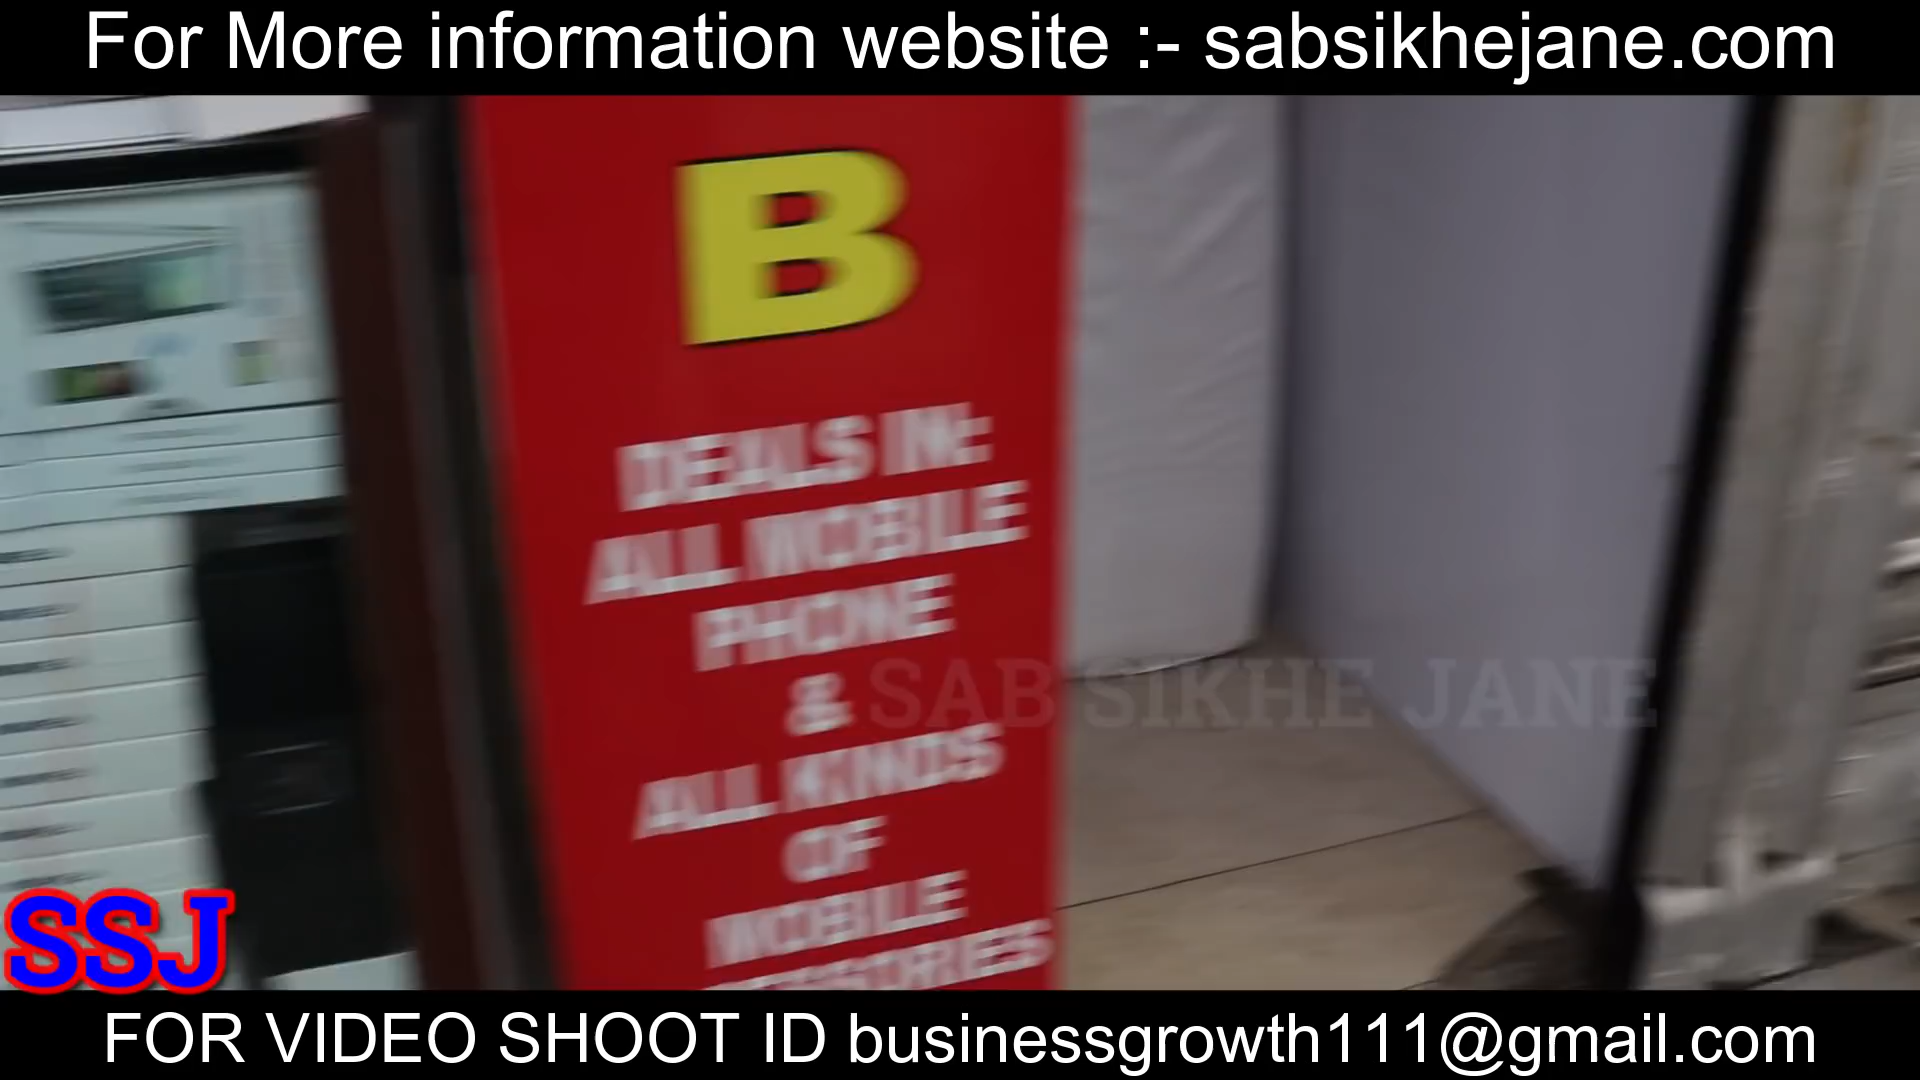 For More information website :- sabsikhejane.com
B
DEALS IN:
ALL MOBILE
PHONE
&
ALL KINDS
OF
MOBILE
SAB SIKHE JANE
SSJ
FOR VIDEO SHOOT ID businessgrowth111@gmail.com